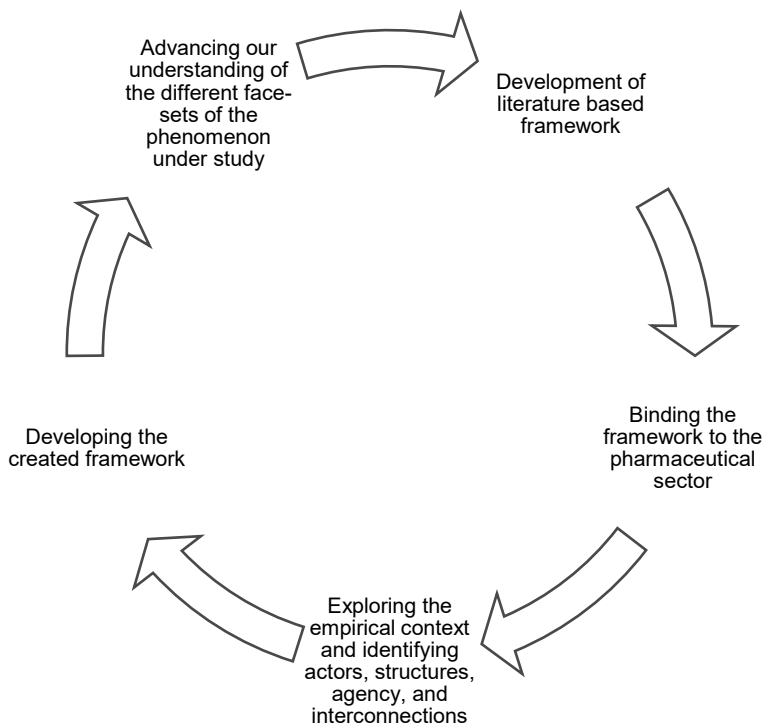 Advancing our
understanding of
the different face-
sets of the
phenomenon
under study
Development of
literature based
framework
Binding the
framework to the
pharmaceutical
sector
Exploring the
empirical context
and identifying
actors, structures,
agency, and
interconnections
Developing the
created framework